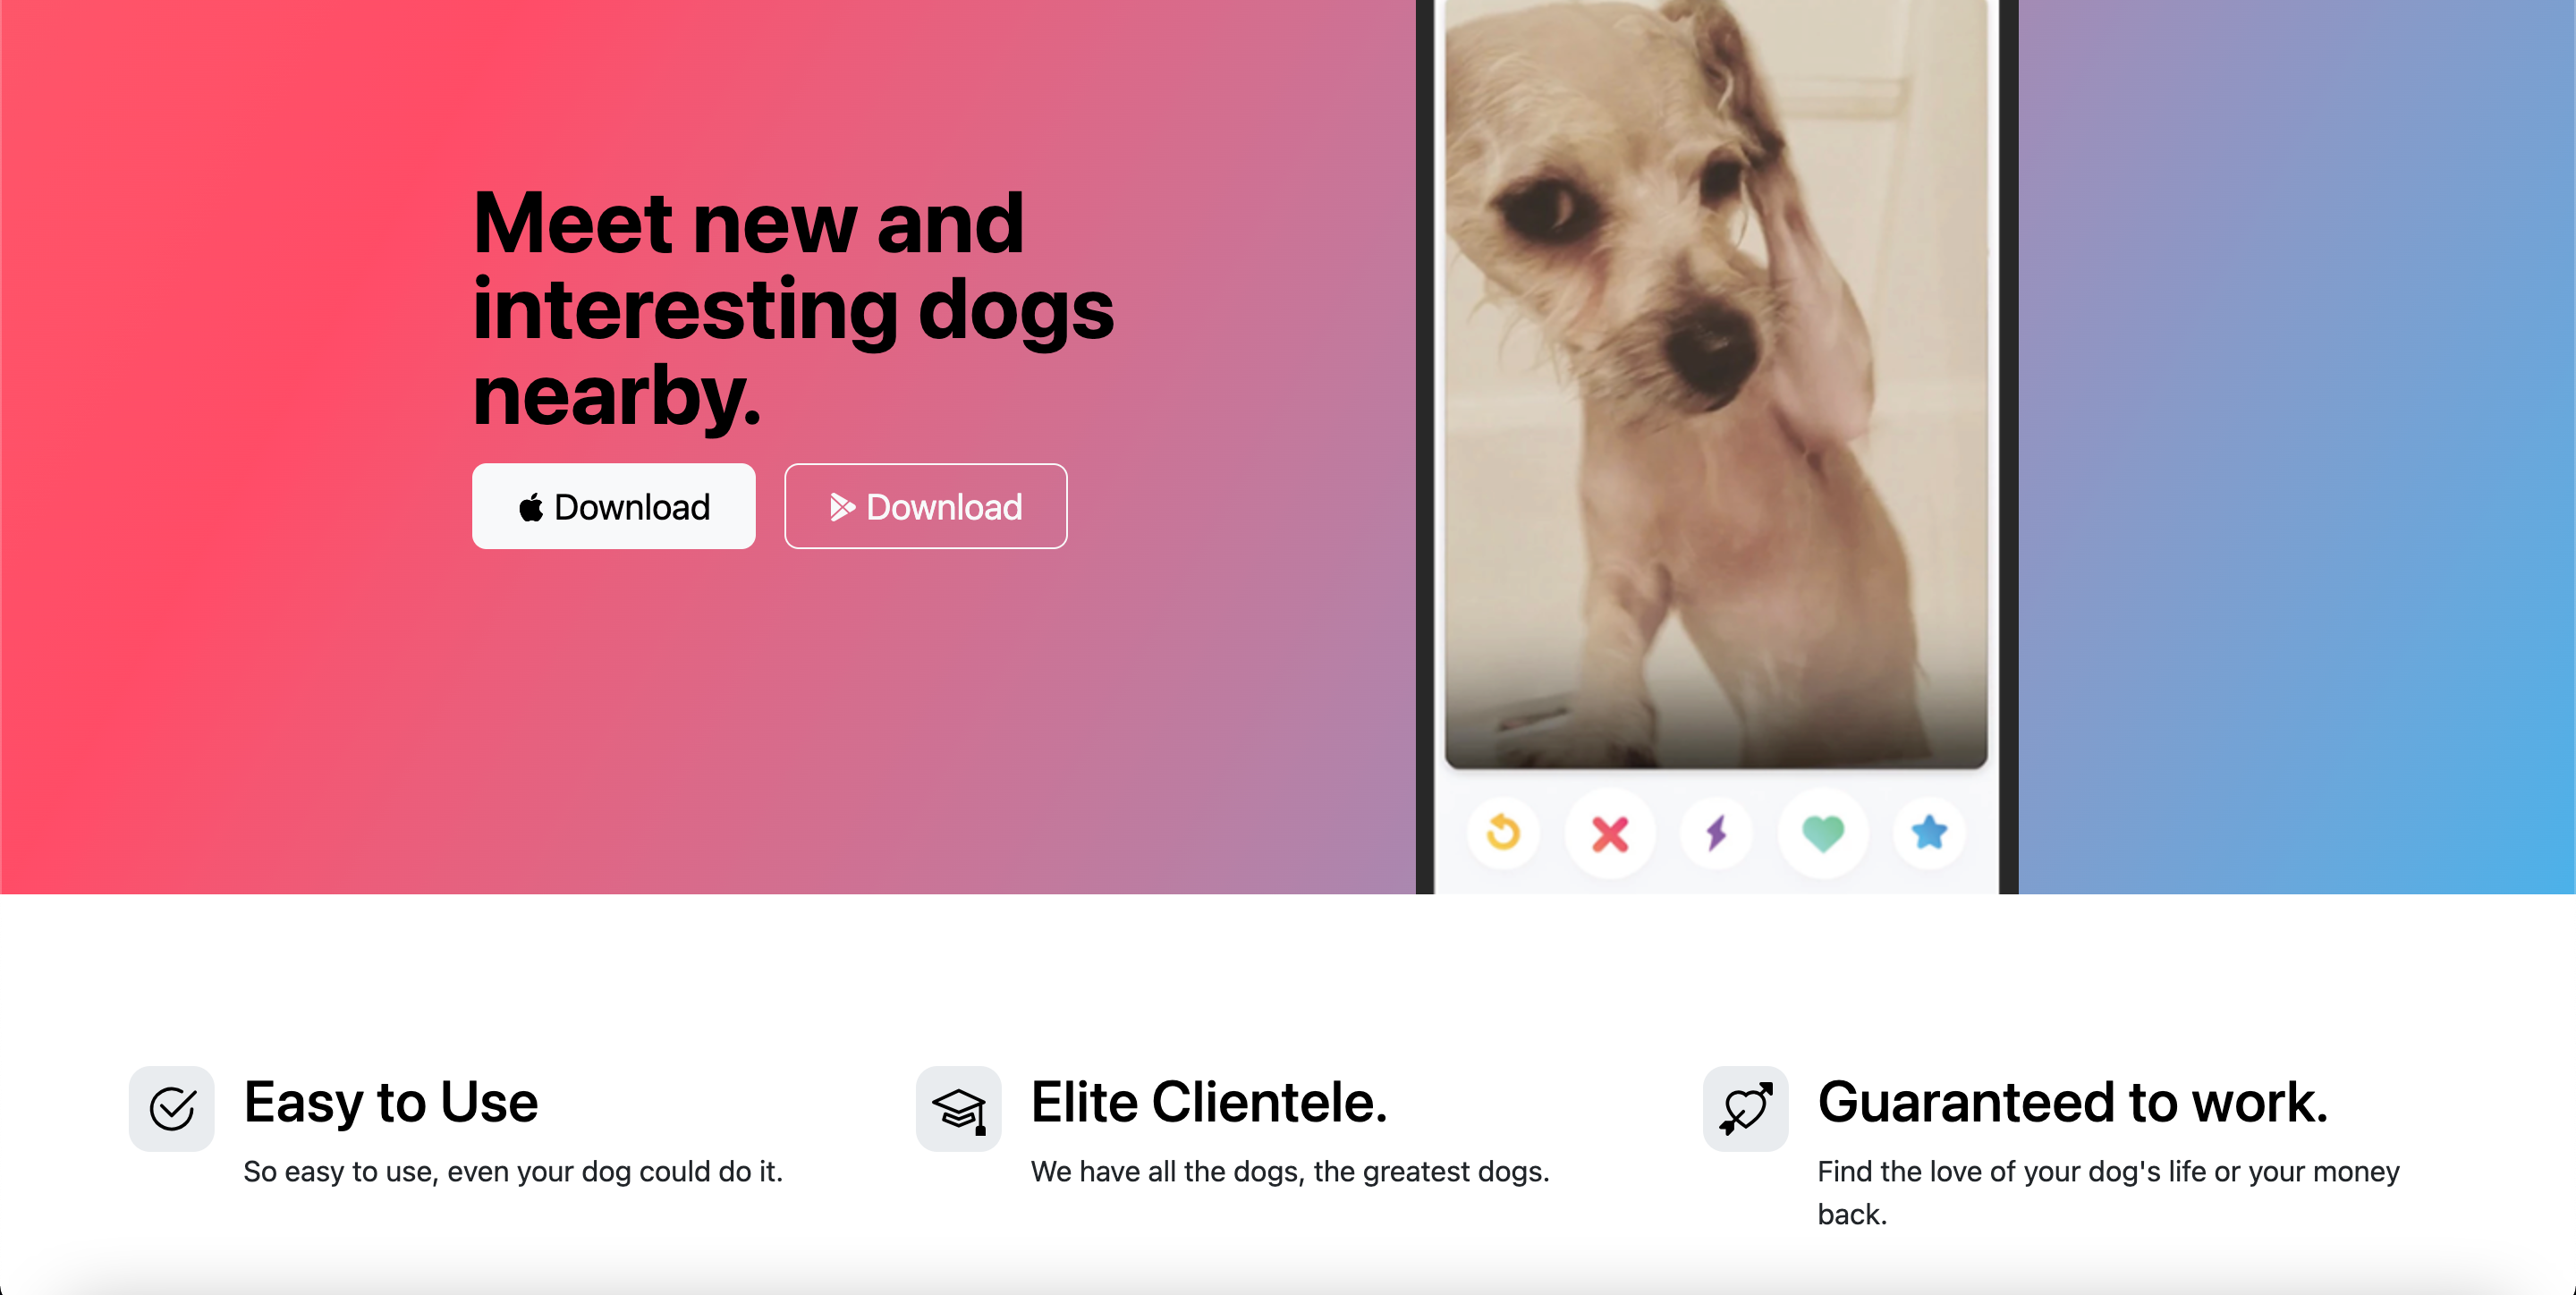 Meet new and
interesting dogs
nearby.
Download
Download
Easy to Use
So easy to use, even your dog could do it.
Elite Clientele.
We have all the dogs, the greatest dogs.
Guaranteed to work.
Find the love of your dog's life or your money
back.